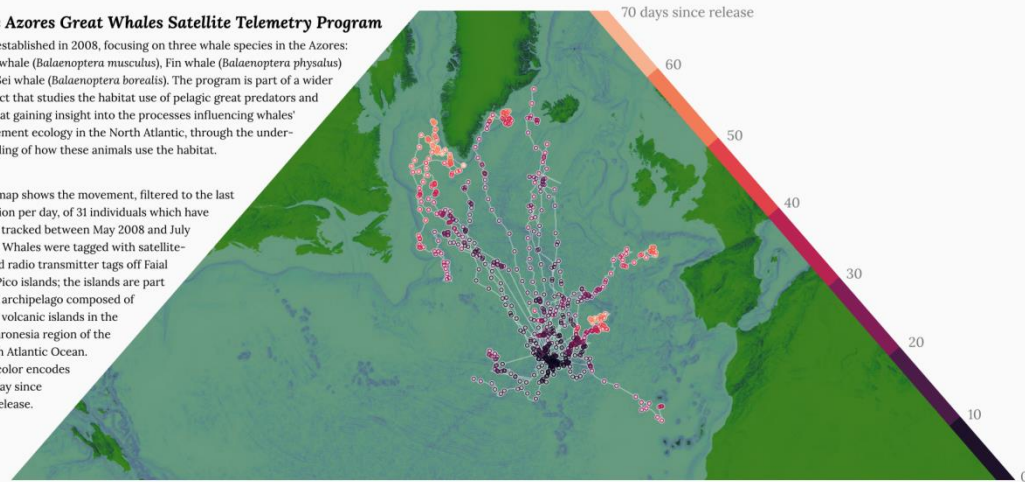 Azores Great Whales Satellite Telemetry Program
established in 2008, focusing on three whale species in the Azores:
whale (Balaenoptera musculus), Fin whale (Balaenoptera physalus)
Sei whale (Balaenoptera borealis). The program is part of a wider
ct that studies the habitat use of pelagic great predators and
at gaining insight into the processes influencing whales'
ement ecology in the North Atlantic, through the under-
ling of how these animals use the habitat.
map shows the movement, filtered to the last
ion per day, of 31 individuals which have
tracked between May 2008 and July
Whales were tagged with satellite-
d radio transmitter tags off Faial
Pico islands; the islands are part
archipelago composed of
volcanic islands in the
aronesia region of the
n Atlantic Ocean.
color encodes
ay since
elease.
70 days since release
60
50
40
30
20
10
0